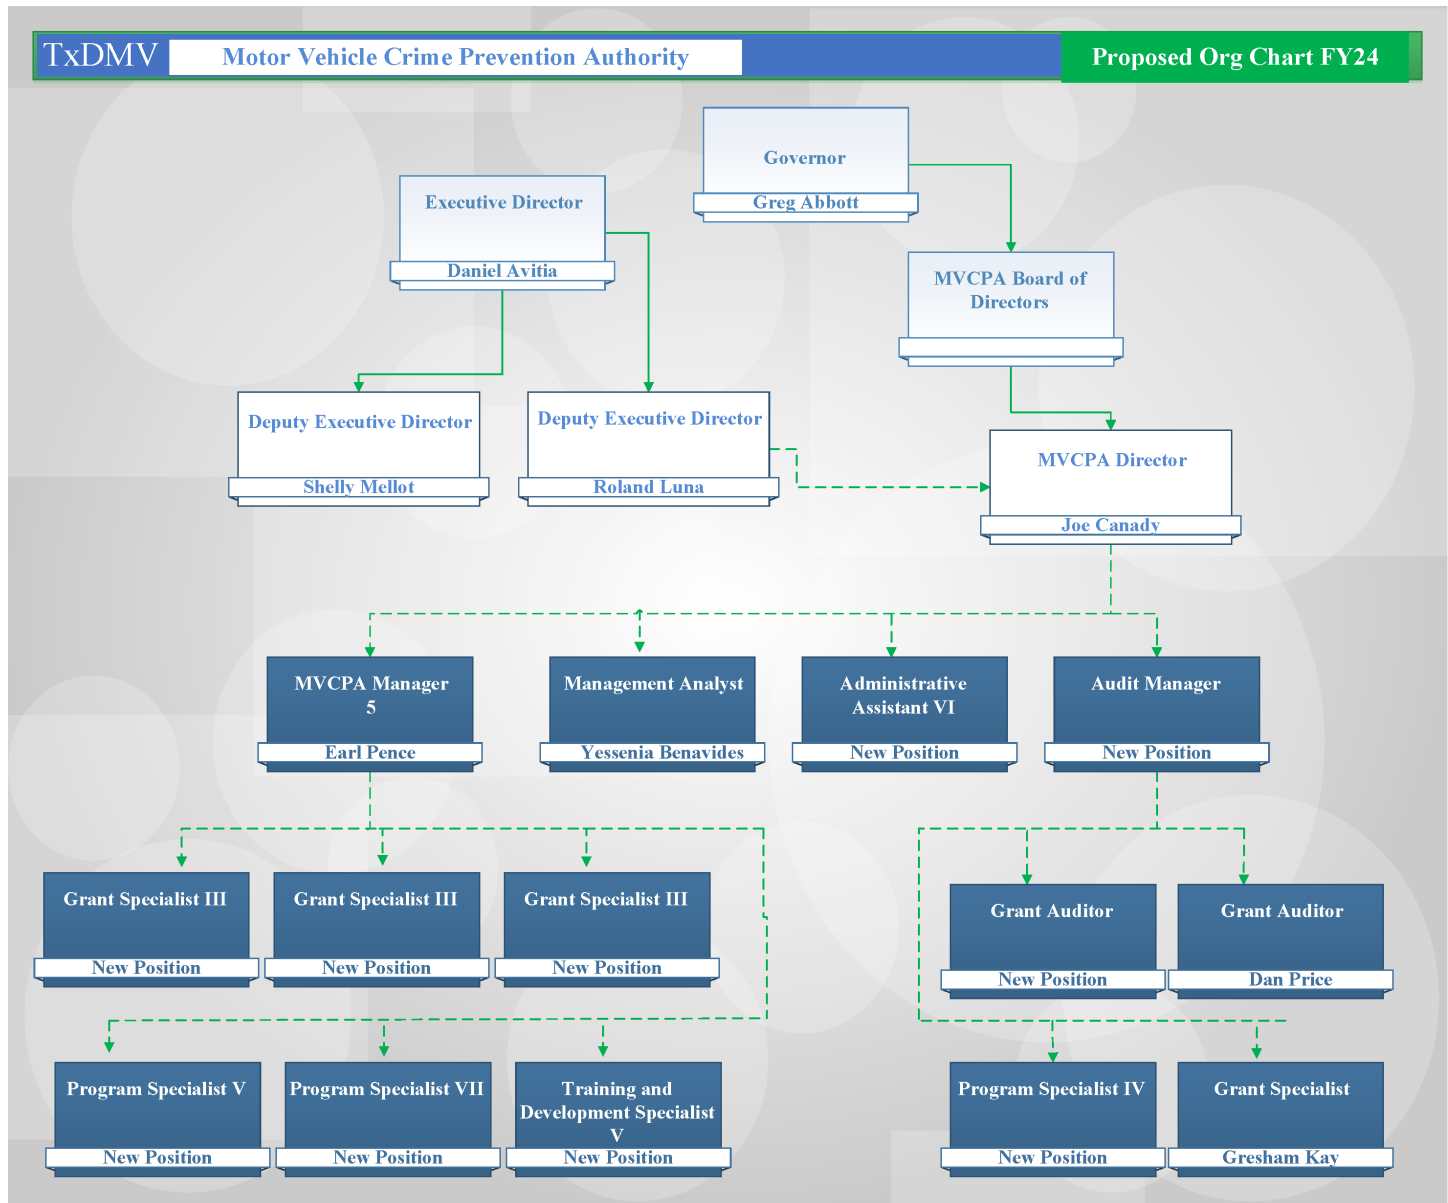 TxDMV
Motor Vehicle Crime Prevention Authority
Proposed Org Chart FY24
Governor
Greg Abbott
Executive Director
Daniel Avitia
MVCPA Board of
Directors
Deputy Executive Director
Shelly Mellot
Deputy Executive Director
Roland Luna
MVCPA Director
Joe Canady
MVCPA Manager
5
Earl Pence
Management Analyst
Yessenia Benavides
Administrative
Assistant VI
New Position
Audit Manager
New Position
Grant Specialist III
New Position
Grant Specialist III
New Position
Grant Specialist III
New Position
Grant Auditor
New Position
Grant Auditor
Dan Price
Program Specialist V
New Position
Program Specialist VII
New Position
Training and
Development Specialist
V
New Position
Program Specialist IV
New Position
Grant Specialist
Gresham Kay